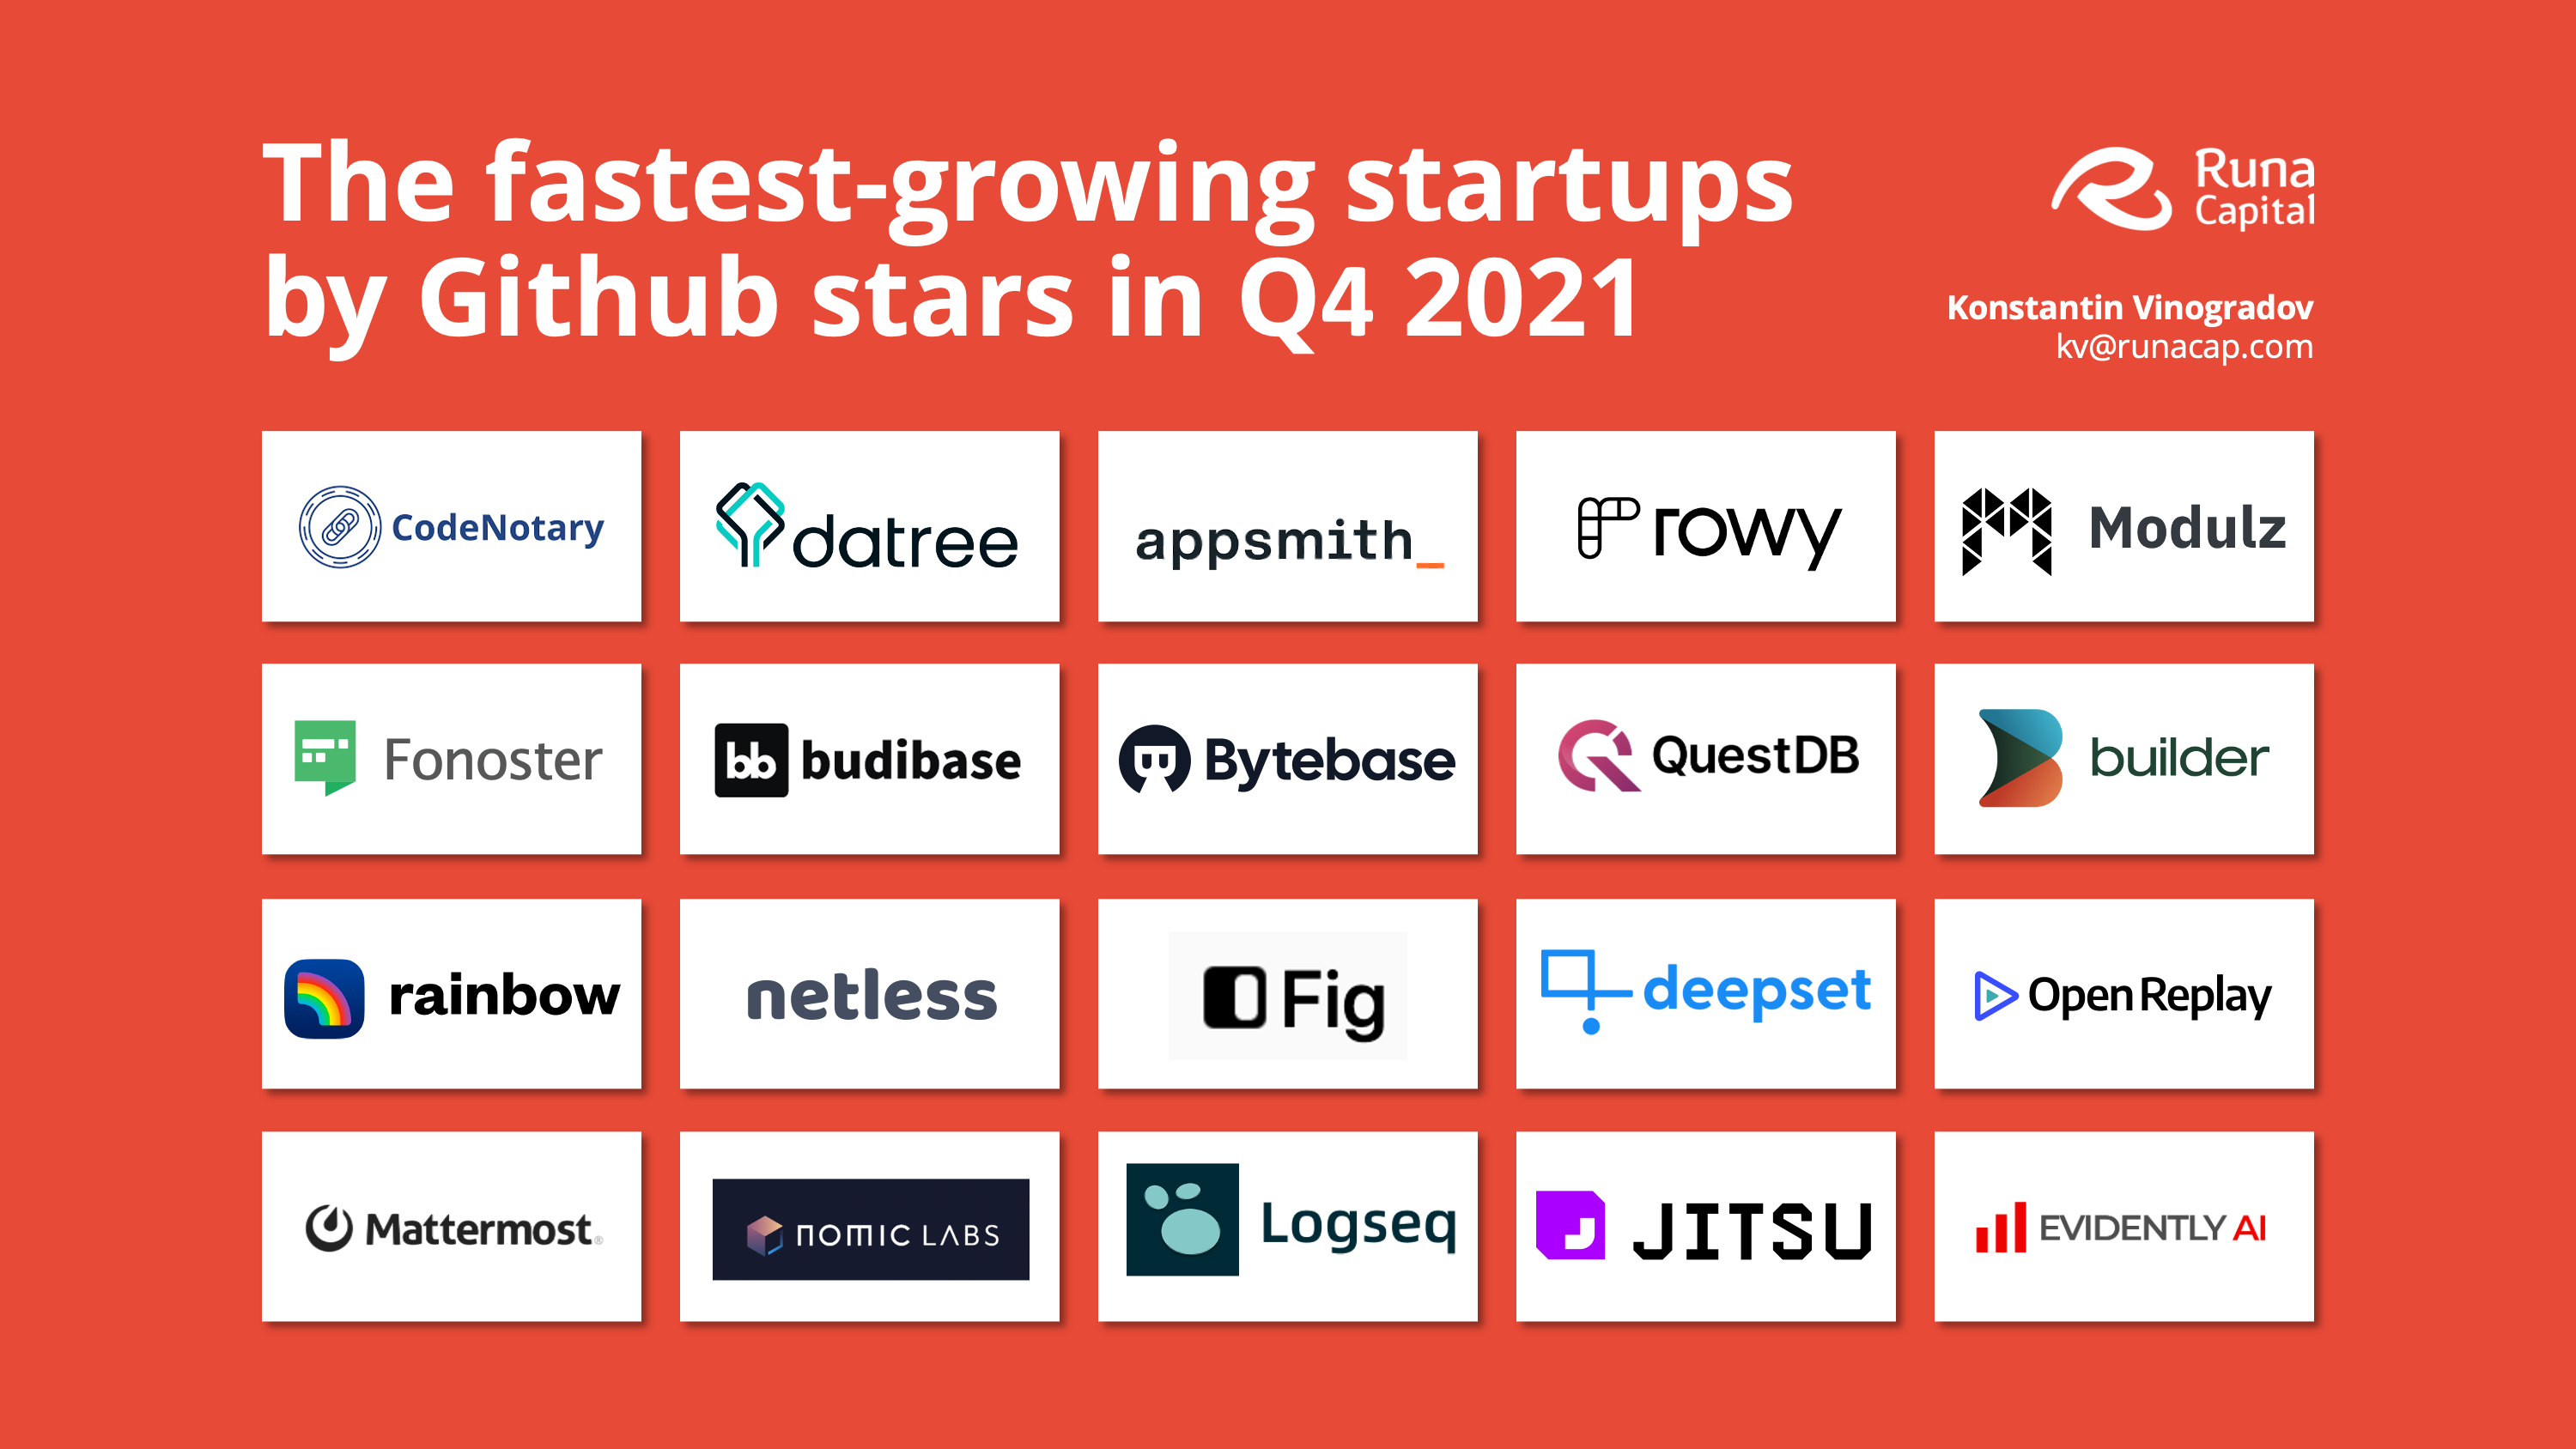 The fastest-growing startups
by Github stars in Q4 2021
Runa
Capital
Konstantin Vinogradov
kv@runacap.com
CodeNotary
datree
appsmith_
rowy
Modulz
Fonoster
bb budibase
Bytebase
QuestDB
builder
rainbow
netless
Fig
deepset
OpenReplay
Mattermost®
NOMIC LABS
Logseq
JITSU
EVIDENTLY AI